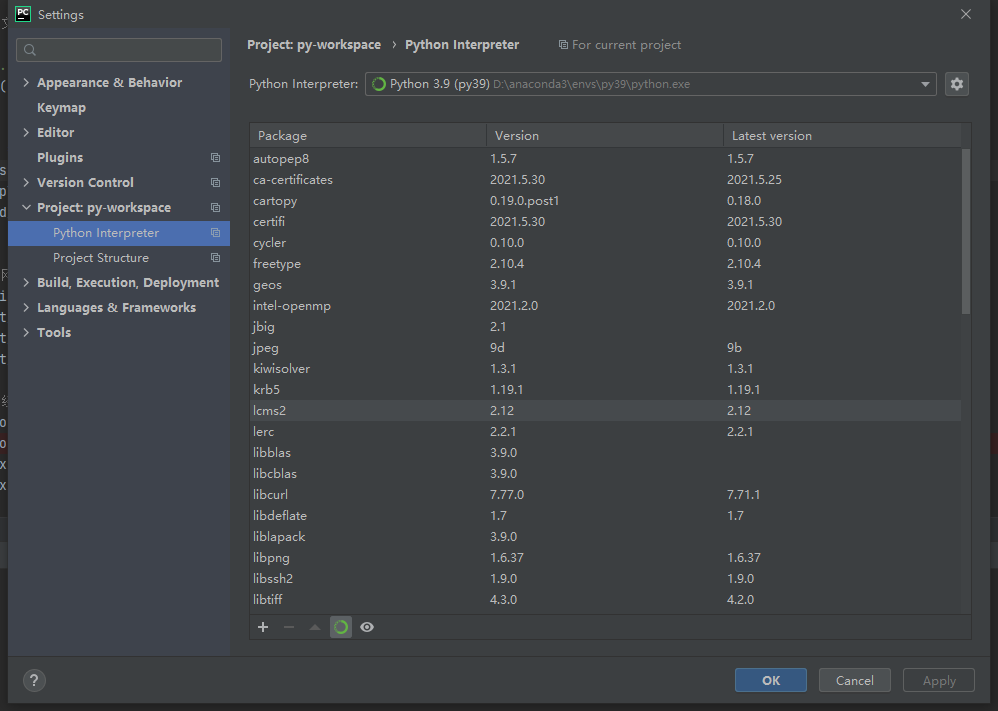 PC Settings
Project: py-workspace › Python Interpreter For current project
Python Interpreter: Python 3.9 (py39) D:\anaconda3\envs\py39\python.exe
Appearance & Behavior
Keymap
Editor
Plugins
Version Control
Project: py-workspace
Python Interpreter
Project Structure
Build, Execution, Deployment
Languages & Frameworks
Tools
Package Version Latest version
autopep8 1.5.7 1.5.7
ca-certificates 2021.5.30 2021.5.25
cartopy 0.19.0.post1 0.18.0
certifi 2021.5.30 2021.5.30
cycler 0.10.0 0.10.0
freetype 2.10.4 2.10.4
geos 3.9.1 3.9.1
intel-openmp 2021.2.0 2021.2.0
jbig 2.1
jpeg 9d 9b
kiwisolver 1.3.1 1.3.1
krb5 1.19.1 1.19.1
lcms2 2.12 2.12
lerc 2.2.1 2.2.1
libblas 3.9.0
libcblas 3.9.0
libcurl 7.77.0 7.71.1
libdeflate 1.7 1.7
liblapack 3.9.0
libpng 1.6.37 1.6.37
libssh2 1.9.0 1.9.0
libtiff 4.3.0 4.2.0
? OK Cancel Apply